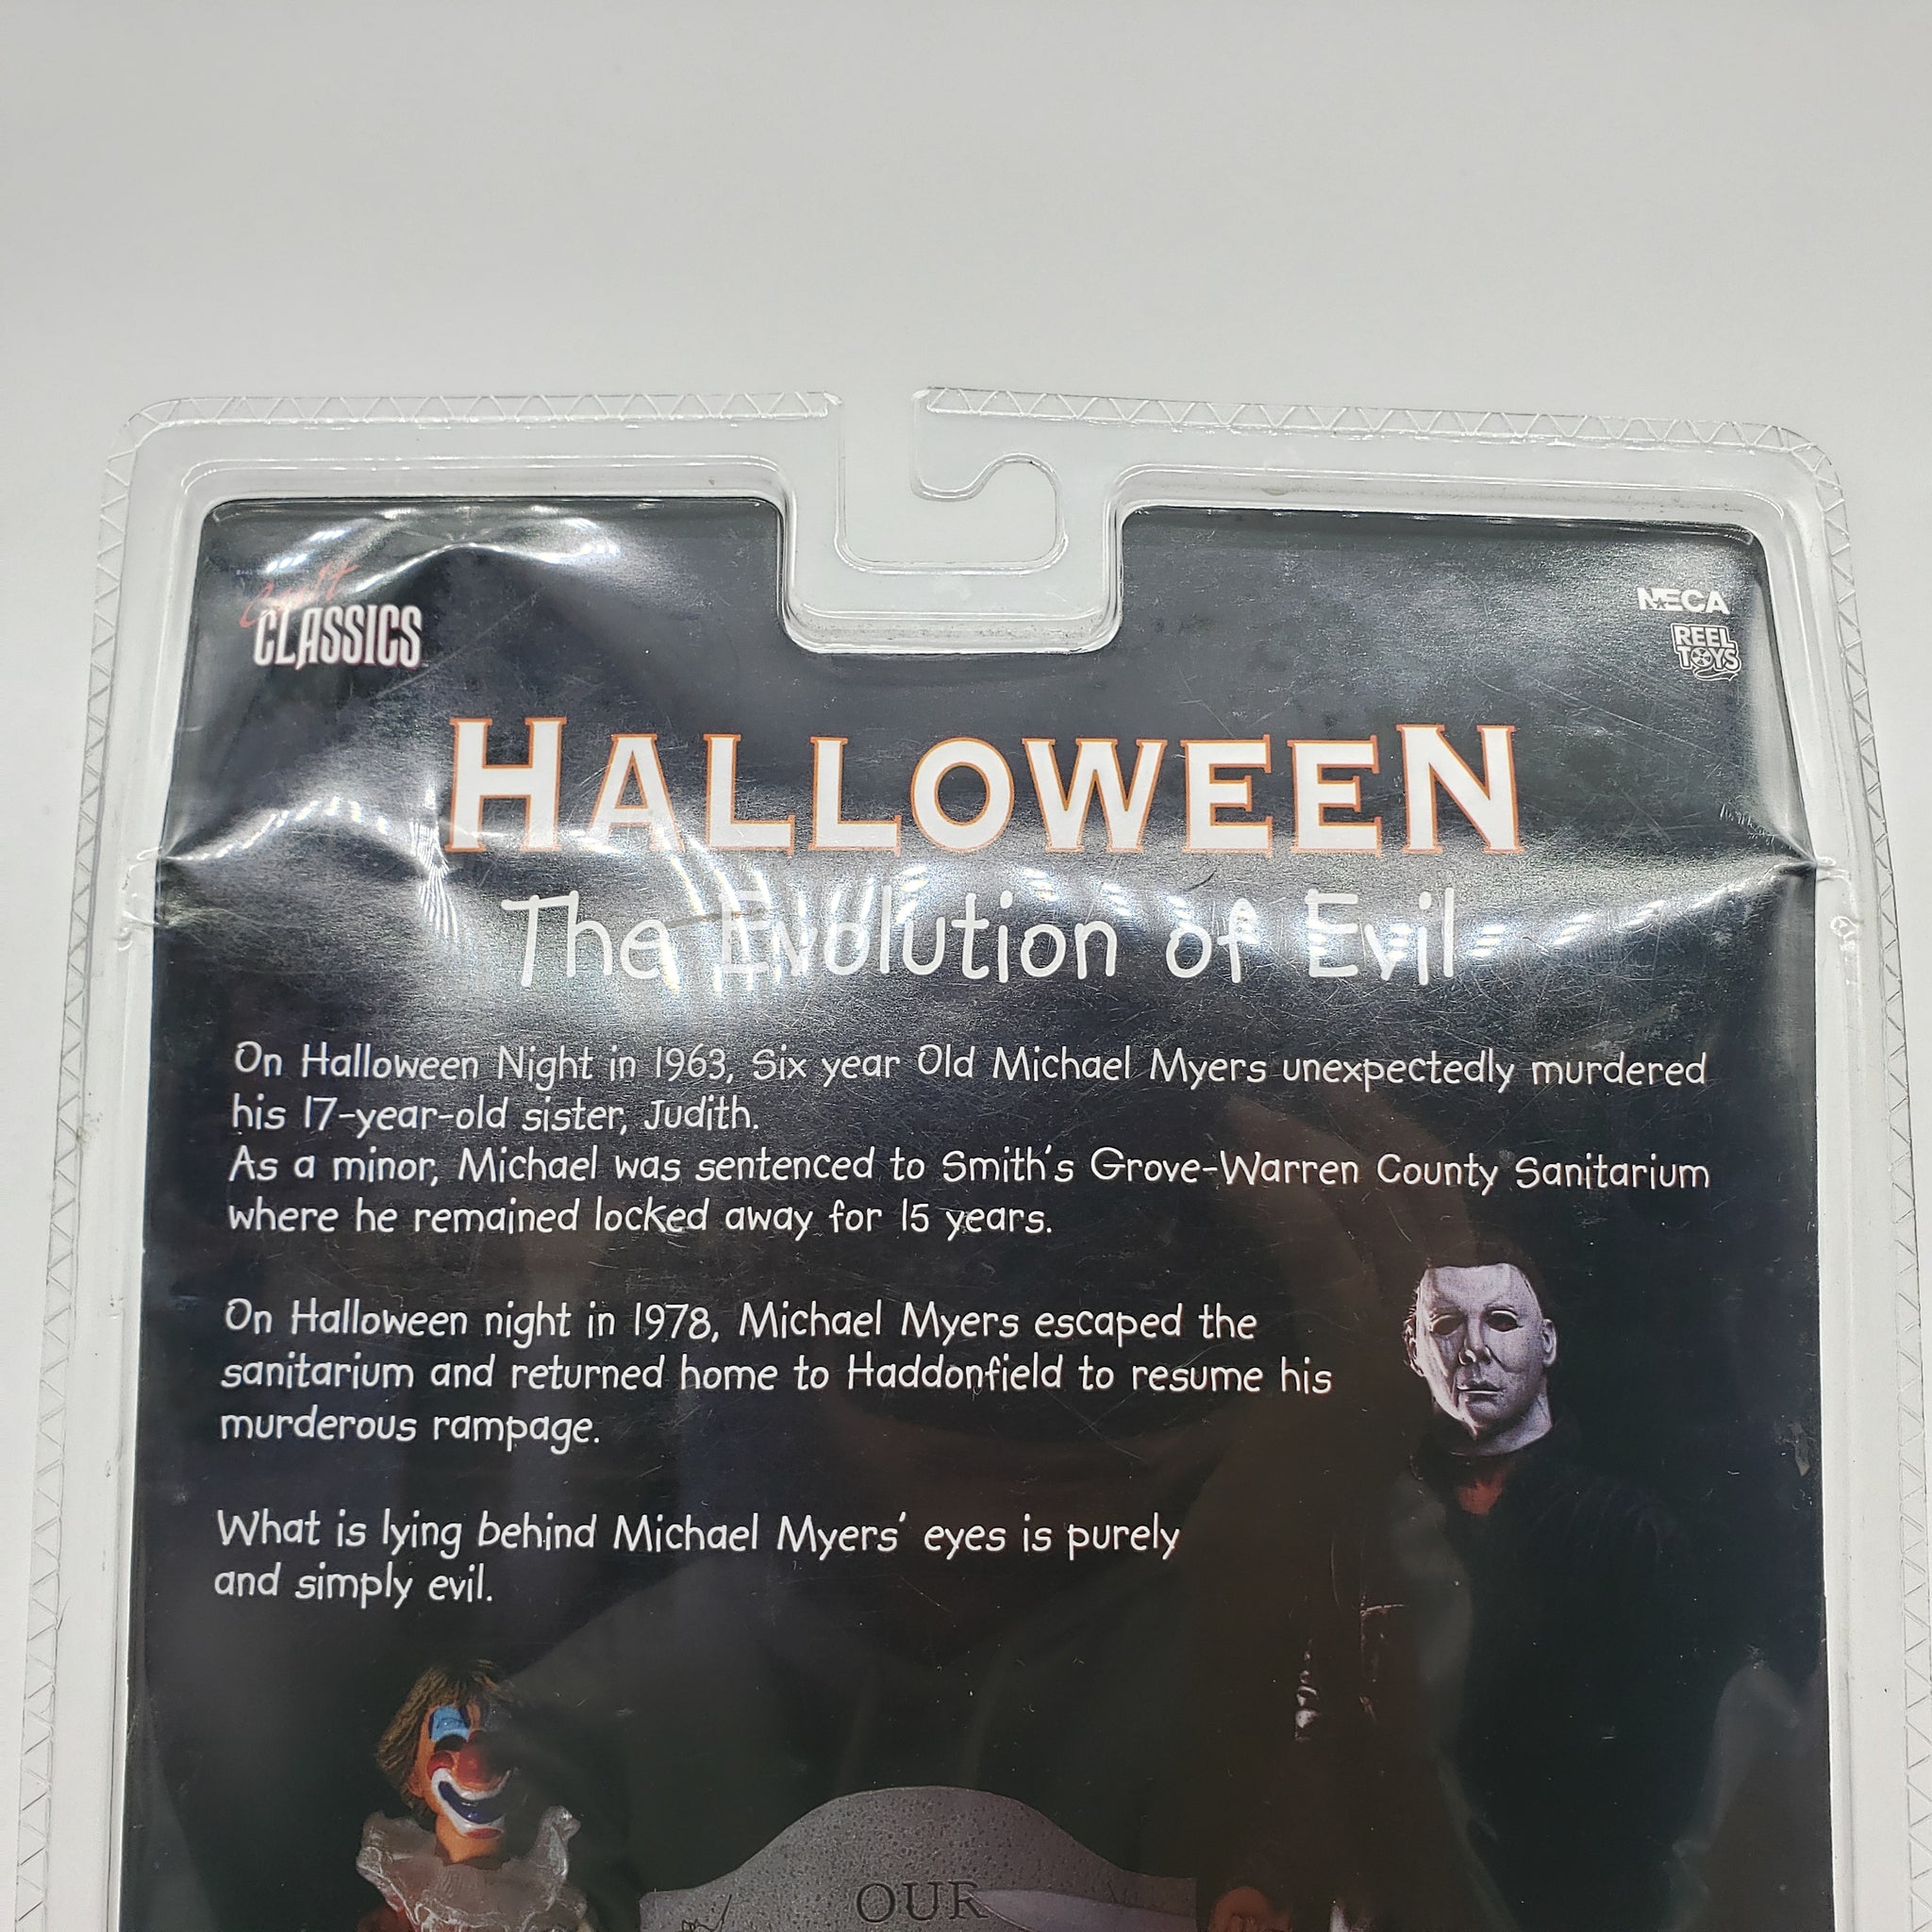 Cult
CLASSICS
NECA
REEL
TOYS
HALLOWEEN
The Evolution of Evil
On Halloween Night in 1963, Six year Old Michael Myers unexpectedly murdered
his 17-year-old sister, Judith.
As a minor, Michael was sentenced to Smith's Grove-Warren County Sanitarium
where he remained locked away for 15 years.
On Halloween night in 1978, Michael Myers escaped the
sanitarium and returned home to Haddonfield to resume his
murderous rampage.
What is lying behind Michael Myers' eyes is purely
and simply evil.
OUR